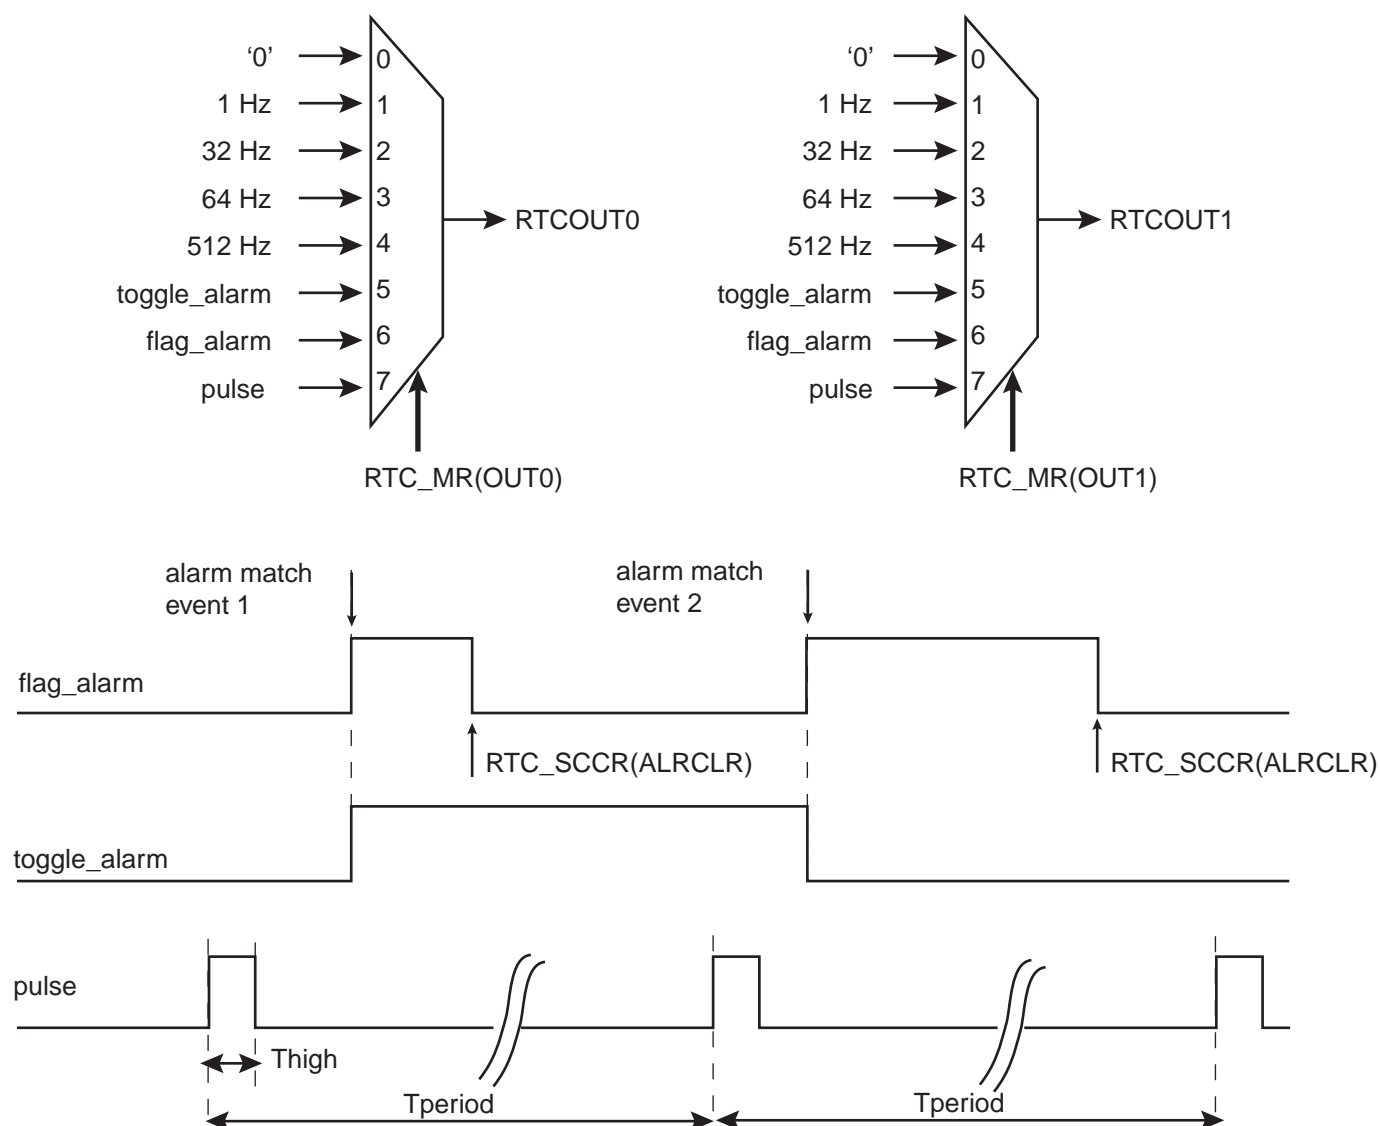 ‘0’
0
1 Hz
1
32 Hz
2
64 Hz
3
512 Hz
4
toggle_alarm
5
flag_alarm
6
pulse
7
RTCOUT0
RTC_MR(OUT0)
‘0’
0
1 Hz
1
32 Hz
2
64 Hz
3
512 Hz
4
toggle_alarm
5
flag_alarm
6
pulse
7
RTCOUT1
RTC_MR(OUT1)
alarm match
event 1
alarm match
event 2
flag_alarm
RTC_SCCR(ALRCLR)
RTC_SCCR(ALRCLR)
toggle_alarm
pulse
Thigh
Tperiod
Tperiod